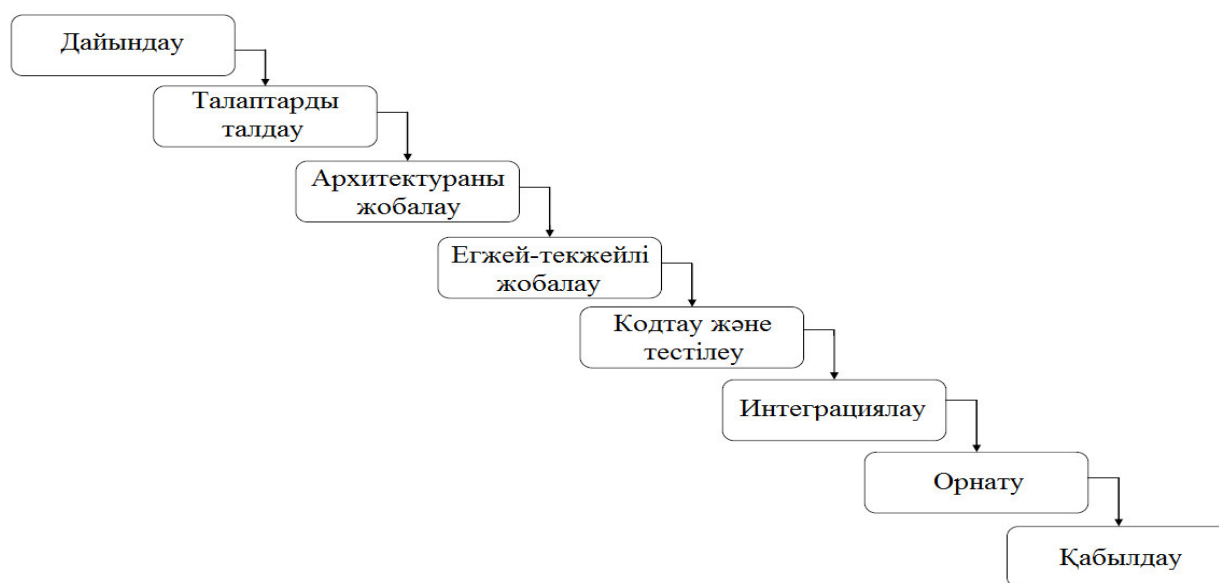 Дайындау
Талаптарды
талдау
Архитектураны
жобалау
Егжей-текжейлі
жобалау
Кодтау және
тестілеу
Интеграциялау
Орнату
Қабылдау